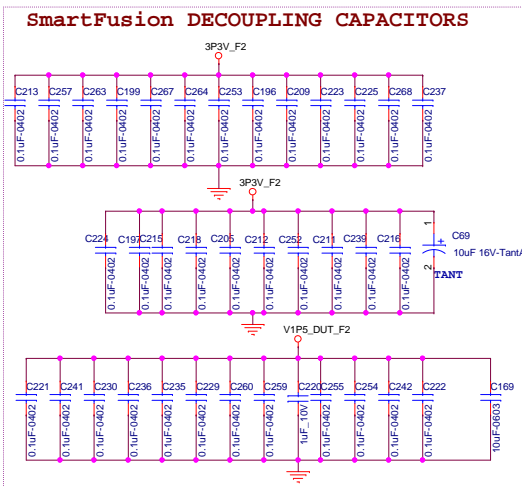 SmartFusion DECOUPLING CAPACITORS
3P3V_F2
C213 C257 C263 C199 C267 C264 C253 C196 C209 C223 C225 C268 C237
0.1uF-0402 0.1uF-0402 0.1uF-0402 0.1uF-0402 0.1uF-0402 0.1uF-0402 0.1uF-0402 0.1uF-0402 0.1uF-0402 0.1uF-0402 0.1uF-0402 0.1uF-0402 0.1uF-0402
3P3V_F2
C224 C197 C215 C218 C205 C212 C252 C211 C239 C216 1 + C69
10uF 16V-TantA
0.1uF-0402 0.1uF-0402 0.1uF-0402 0.1uF-0402 0.1uF-0402 0.1uF-0402 0.1uF-0402 0.1uF-0402 0.1uF-0402 0.1uF-0402 2 TANT
V1P5_DUT_F2
C221 C241 C230 C236 C235 C229 C260 C259 C220 C255 C254 C242 C222 C169
0.1uF-0402 0.1uF-0402 0.1uF-0402 0.1uF-0402 0.1uF-0402 0.1uF-0402 0.1uF-0402 0.1uF-0402 1uF_10V 0.1uF-0402 0.1uF-0402 0.1uF-0402 0.1uF-0402 10uF-0603